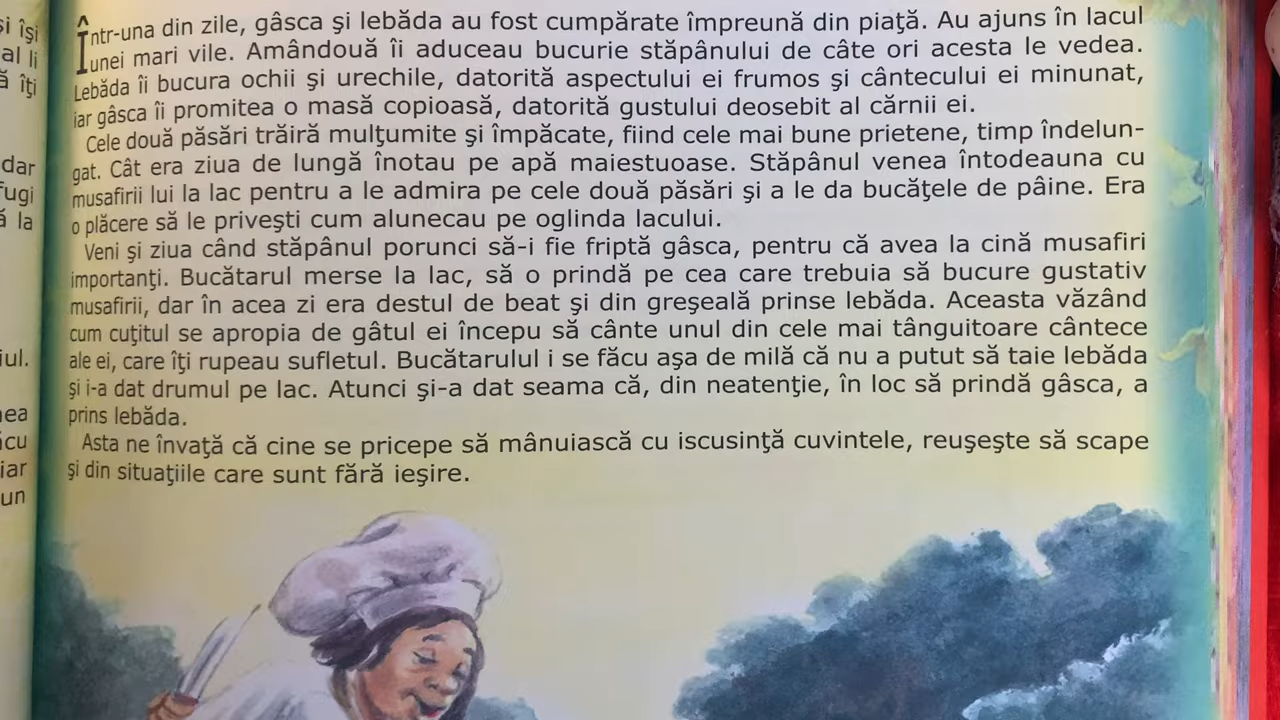 și își
al li
ă îți
dar
fugi
ă la
iul.
iar
un
Într-una din zile, gâsca şi lebăda au fost cumpărate împreună din piaţă. Au ajuns în lacul
unei mari vile. Amândouă îi aduceau bucurie stăpânului de câte ori acesta le vedea.
Lebăda îi bucura ochii şi urechile, datorită aspectului ei frumos şi cântecului ei minunat,
iar gâsca îi promitea o masă copioasă, datorită gustului deosebit al cărnii ei.
Cele două păsări trăiră mulţumite şi împăcate, fiind cele mai bune prietene, timp îndelun-
gat. Cât era ziua de lungă înotau pe apă maiestuoase. Stăpânul venea întodeauna cu
musafirii lui la lac pentru a le admira pe cele două păsări şi a le da bucăţele de pâine. Era
o plăcere să le priveşti cum alunecau pe oglinda lacului.
Veni şi ziua când stăpânul porunci să-i fie friptă gâsca, pentru că avea la cină musafiri
importanţi. Bucătarul merse la lac, să o prindă pe cea care trebuia să bucure gustativ
musafirii, dar în acea zi era destul de beat şi din greşeală prinse lebăda. Aceasta văzând
cum cuţitul se apropia de gâtul ei începu să cânte unul din cele mai tânguitoare cântece
ale ei, care îţi rupeau sufletul. Bucătarulul i se făcu aşa de milă că nu a putut să taie lebăda
şi i-a dat drumul pe lac. Atunci şi-a dat seama că, din neatenţie, în loc să prindă gâsca, a
prins lebăda.
Asta ne învaţă că cine se pricepe să mânuiască cu iscusinţă cuvintele, reuşeşte să scape
şi din situaţiile care sunt fără ieşire.